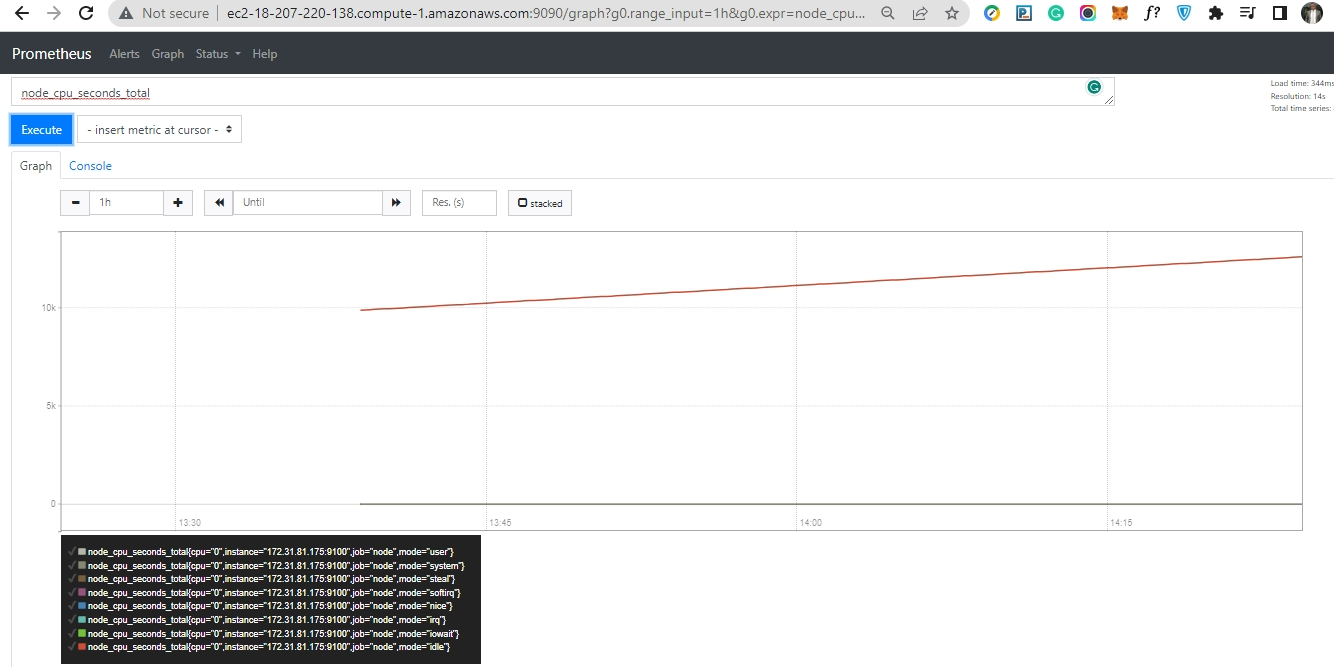 Not secure
ec2-18-207-220-138.compute-1.amazonaws.com:9090/graph?g0.range_input=1h&g0.expr=node_cpu...
f?
Prometheus Alerts Graph Status Help
node_cpu_seconds_total
Load time: 344ms
Resolution: 14s
Total time series:
Execute
- insert metric at cursor -
Graph Console
1h
Until
Res. (s)
stacked
10k
5k
0
13:30 13:45 14:00 14:15
node_cpu_seconds_total{cpu="0",instance="172.31.81.175:9100",job="node",mode="user"}
node_cpu_seconds_total{cpu="0",instance="172.31.81.175:9100",job="node",mode="system"}
node_cpu_seconds_total{cpu="0",instance="172.31.81.175:9100",job="node",mode="steal"}
node_cpu_seconds_total{cpu="0",instance="172.31.81.175:9100",job="node",mode="softirq"}
node_cpu_seconds_total{cpu="0",instance="172.31.81.175:9100",job="node",mode="nice"}
node_cpu_seconds_total{cpu="0",instance="172.31.81.175:9100",job="node",mode="irq"}
node_cpu_seconds_total{cpu="0",instance="172.31.81.175:9100",job="node",mode="iowait"}
node_cpu_seconds_total{cpu="0",instance="172.31.81.175:9100",job="node",mode="idle"}